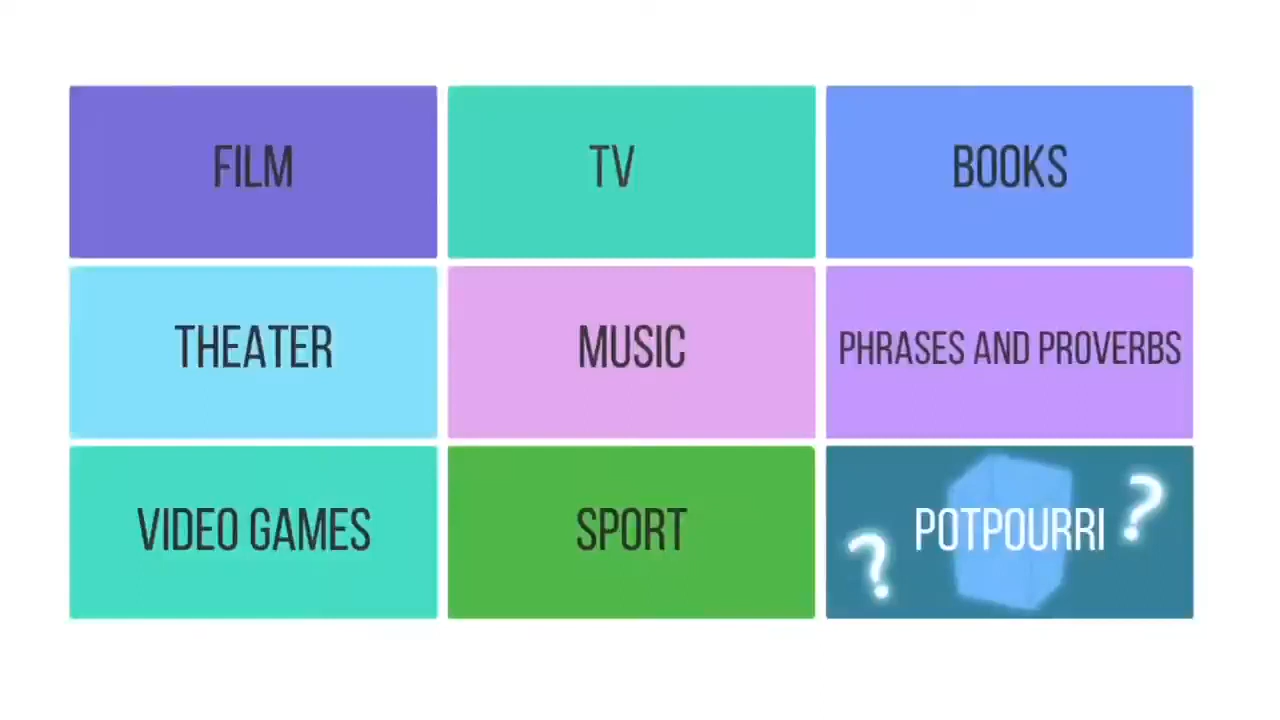 FILM
TV
BOOKS
THEATER
MUSIC
PHRASES AND PROVERBS
VIDEO GAMES
SPORT
POTPOURRI
?
?